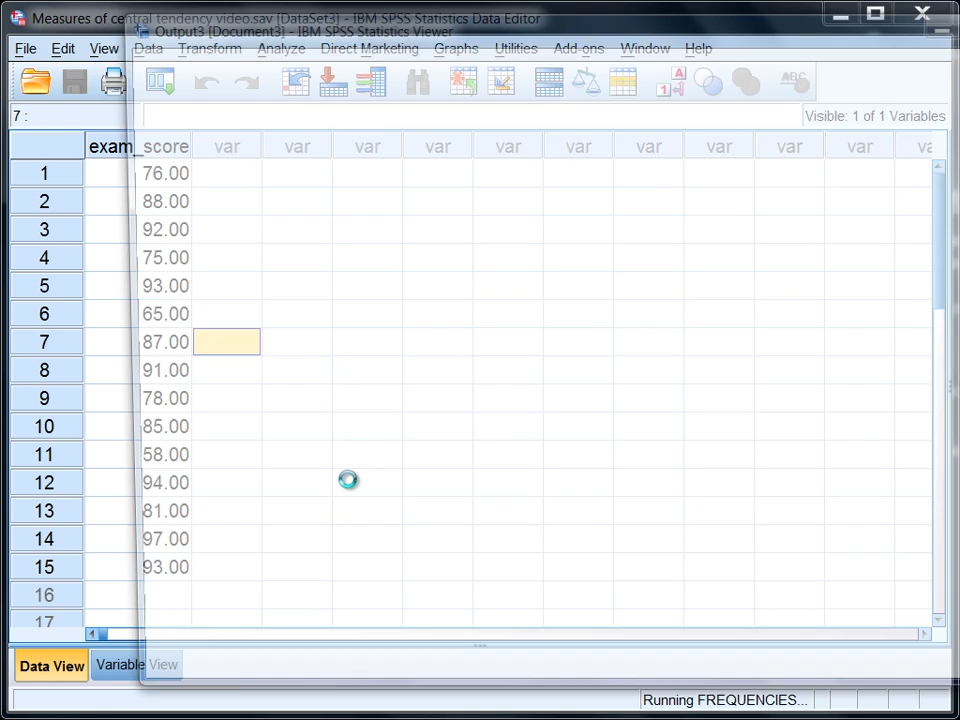 Measures of central tendency video.sav [DataSet3] - IBM SPSS Statistics Data Editor
Output3 [Document3] - IBM SPSS Statistics Viewer
File Edit View Data Transform Analyze Direct Marketing Graphs Utilities Add-ons Window Help
1 A
ABC
7 :
Visible: 1 of 1 Variables
exam_score var var var var var var var var var var va
1 76.00
2 88.00
3 92.00
4 75.00
5 93.00
6 65.00
7 87.00
8 91.00
9 78.00
10 85.00
11 58.00
12 94.00
13 81.00
14 97.00
15 93.00
16
17
Data View Variable View
Running FREQUENCIES...